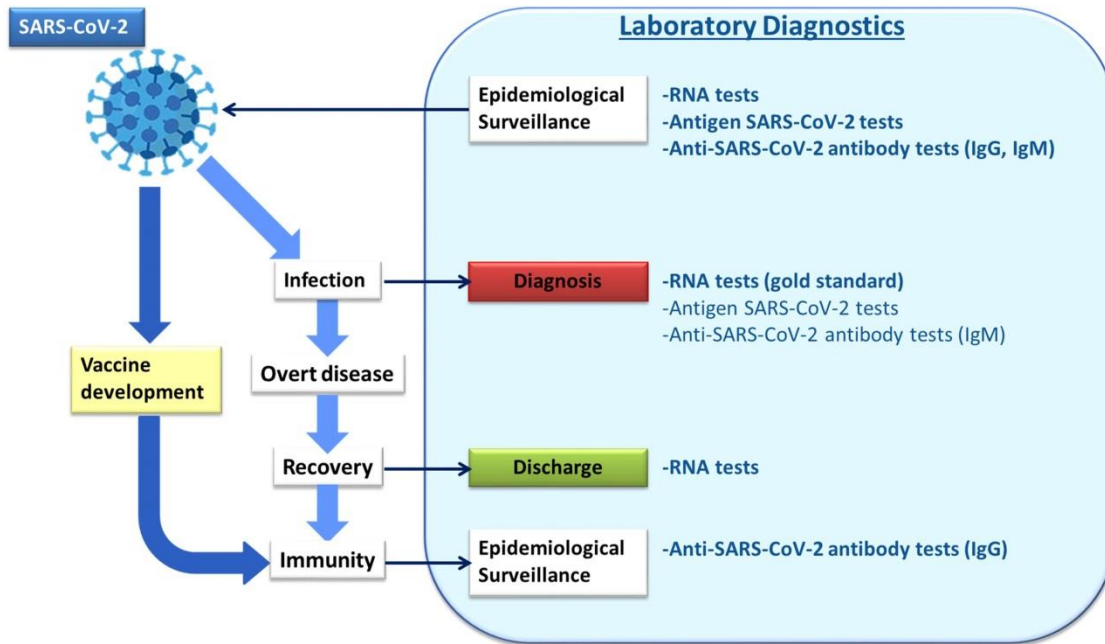 SARS-CoV-2
Laboratory Diagnostics
Epidemiological
Surveillance
-RNA tests
-Antigen SARS-CoV-2 tests
-Anti-SARS-CoV-2 antibody tests (IgG, IgM)
Infection
Diagnosis
-RNA tests (gold standard)
-Antigen SARS-CoV-2 tests
-Anti-SARS-CoV-2 antibody tests (IgM)
Vaccine
development
Overt disease
Recovery
Discharge
-RNA tests
Immunity
Epidemiological
Surveillance
-Anti-SARS-CoV-2 antibody tests (IgG)